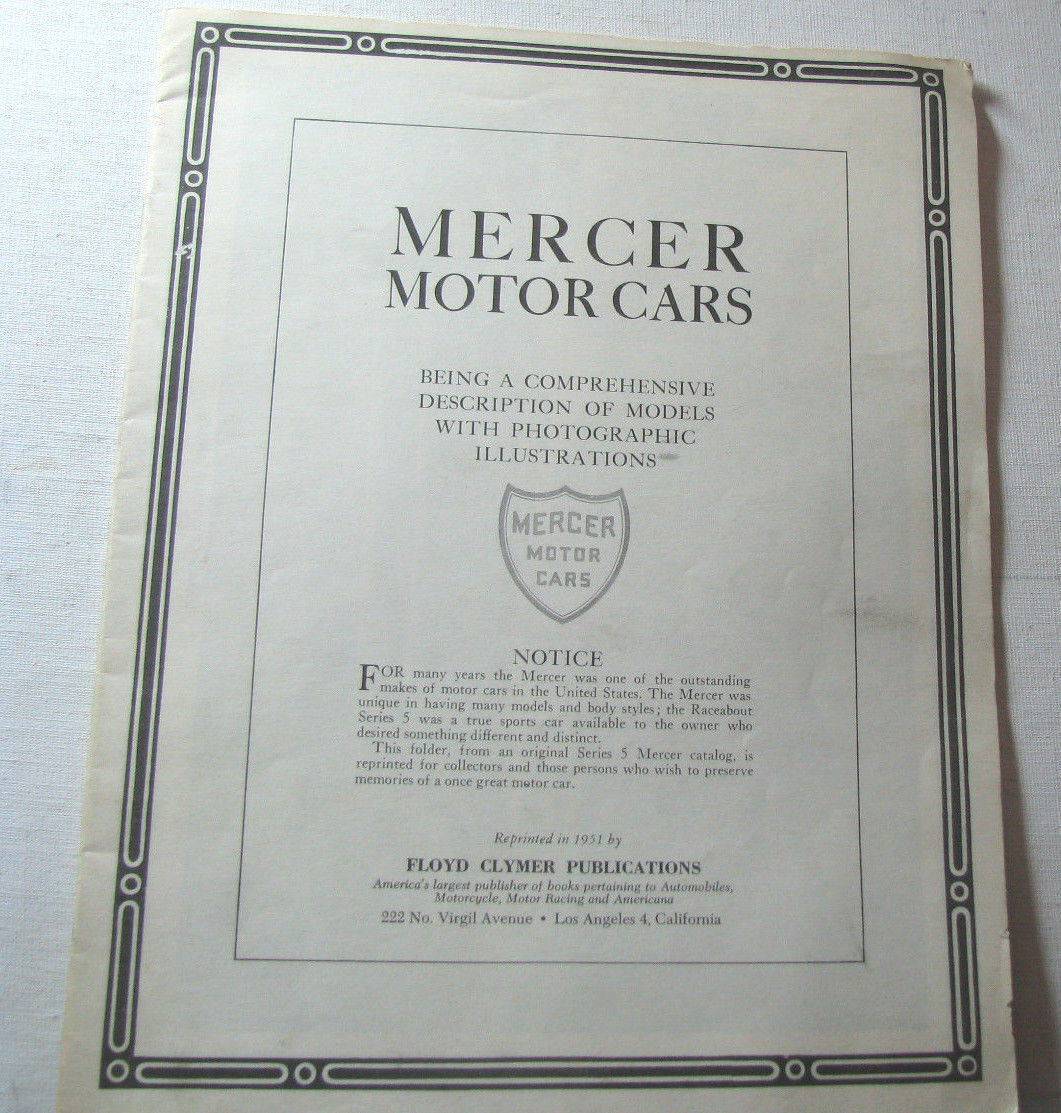 MERCER
MOTOR CARS
BEING A COMPREHENSIVE
DESCRIPTION OF MODELS
WITH PHOTOGRAPHIC
ILLUSTRATIONS
MERCER
MOTOR
CARS
NOTICE
FOR many years the Mercer was one of the outstanding
makes of motor cars in the United States. The Mercer was
unique in having many models and body styles; the Raceabout
Series 5 was a true sports car available to the owner who
desired something different and distinct.
This folder, from an original Series 5 Mercer catalog, is
reprinted for collectors and those persons who wish to preserve
memories of a once great motor car.
Reprinted in 1951 by
FLOYD CLYMER PUBLICATIONS
America's largest publisher of books pertaining to Automobiles,
Motorcycle, Motor Racing and Americana
222 No. Virgil Avenue • Los Angeles 4, California